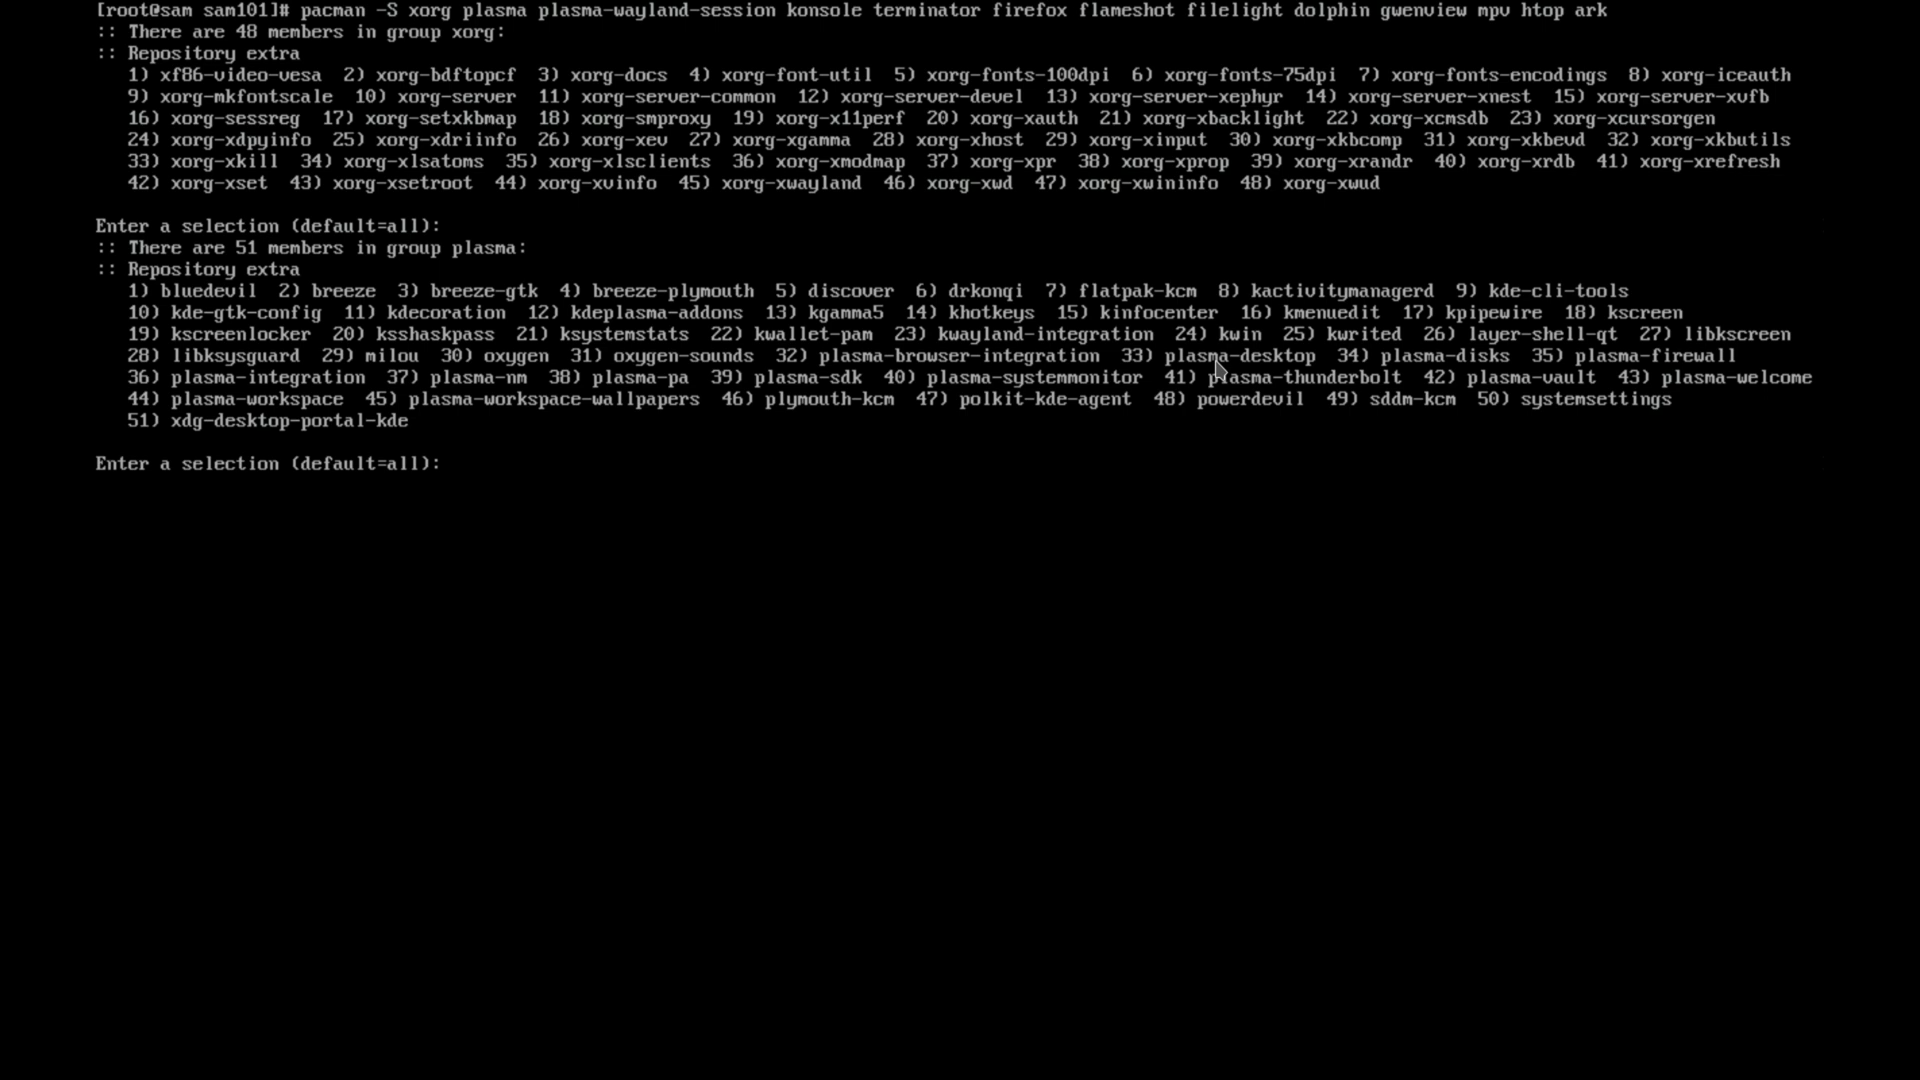 [root@sam sam101]# pacman -S xorg plasma plasma-wayland-session konsole terminator firefox flameshot filelight dolphin gwenview mpv htop ark
:: There are 48 members in group xorg:
:: Repository extra
1) xf86-video-vesa 2) xorg-bdftopcf 3) xorg-docs 4) xorg-font-util 5) xorg-fonts-100dpi 6) xorg-fonts-75dpi 7) xorg-fonts-encodings 8) xorg-iceauth
9) xorg-mkfontscale 10) xorg-server 11) xorg-server-common 12) xorg-server-devel 13) xorg-server-xephyr 14) xorg-server-xnest 15) xorg-server-xvfb
16) xorg-sessreg 17) xorg-setxkbmap 18) xorg-smproxy 19) xorg-x11perf 20) xorg-xauth 21) xorg-xbacklight 22) xorg-xcmsdb 23) xorg-xcursorgen
24) xorg-xdpyinfo 25) xorg-xdriinfo 26) xorg-xev 27) xorg-xgamma 28) xorg-xhost 29) xorg-xinput 30) xorg-xkbcomp 31) xorg-xkbevd 32) xorg-xkbutils
33) xorg-xkill 34) xorg-xlsatoms 35) xorg-xlsclients 36) xorg-xmodmap 37) xorg-xpr 38) xorg-xprop 39) xorg-xrandr 40) xorg-xrdb 41) xorg-xrefresh
42) xorg-xset 43) xorg-xsetroot 44) xorg-xvinfo 45) xorg-xwayland 46) xorg-xwd 47) xorg-xwininfo 48) xorg-xwud
Enter a selection (default=all):
:: There are 51 members in group plasma:
:: Repository extra
1) bluedevil 2) breeze 3) breeze-gtk 4) breeze-plymouth 5) discover 6) drkonqi 7) flatpak-kcm 8) kactivitymanagerd 9) kde-cli-tools
10) kde-gtk-config 11) kdecoration 12) kdeplasma-addons 13) kgamma5 14) khotkeys 15) kinfocenter 16) kmenuedit 17) kpipewire 18) kscreen
19) kscreenlocker 20) ksshaskpass 21) ksystemstats 22) kwallet-pam 23) kwayland-integration 24) kwin 25) kwrited 26) layer-shell-qt 27) libkscreen
28) libksysguard 29) milou 30) oxygen 31) oxygen-sounds 32) plasma-browser-integration 33) plasma-desktop 34) plasma-disks 35) plasma-firewall
36) plasma-integration 37) plasma-nm 38) plasma-pa 39) plasma-sdk 40) plasma-systemmonitor 41) plasma-thunderbolt 42) plasma-vault 43) plasma-welcome
44) plasma-workspace 45) plasma-workspace-wallpapers 46) plymouth-kcm 47) polkit-kde-agent 48) powerdevil 49) sddm-kcm 50) systemsettings
51) xdg-desktop-portal-kde
Enter a selection (default=all):